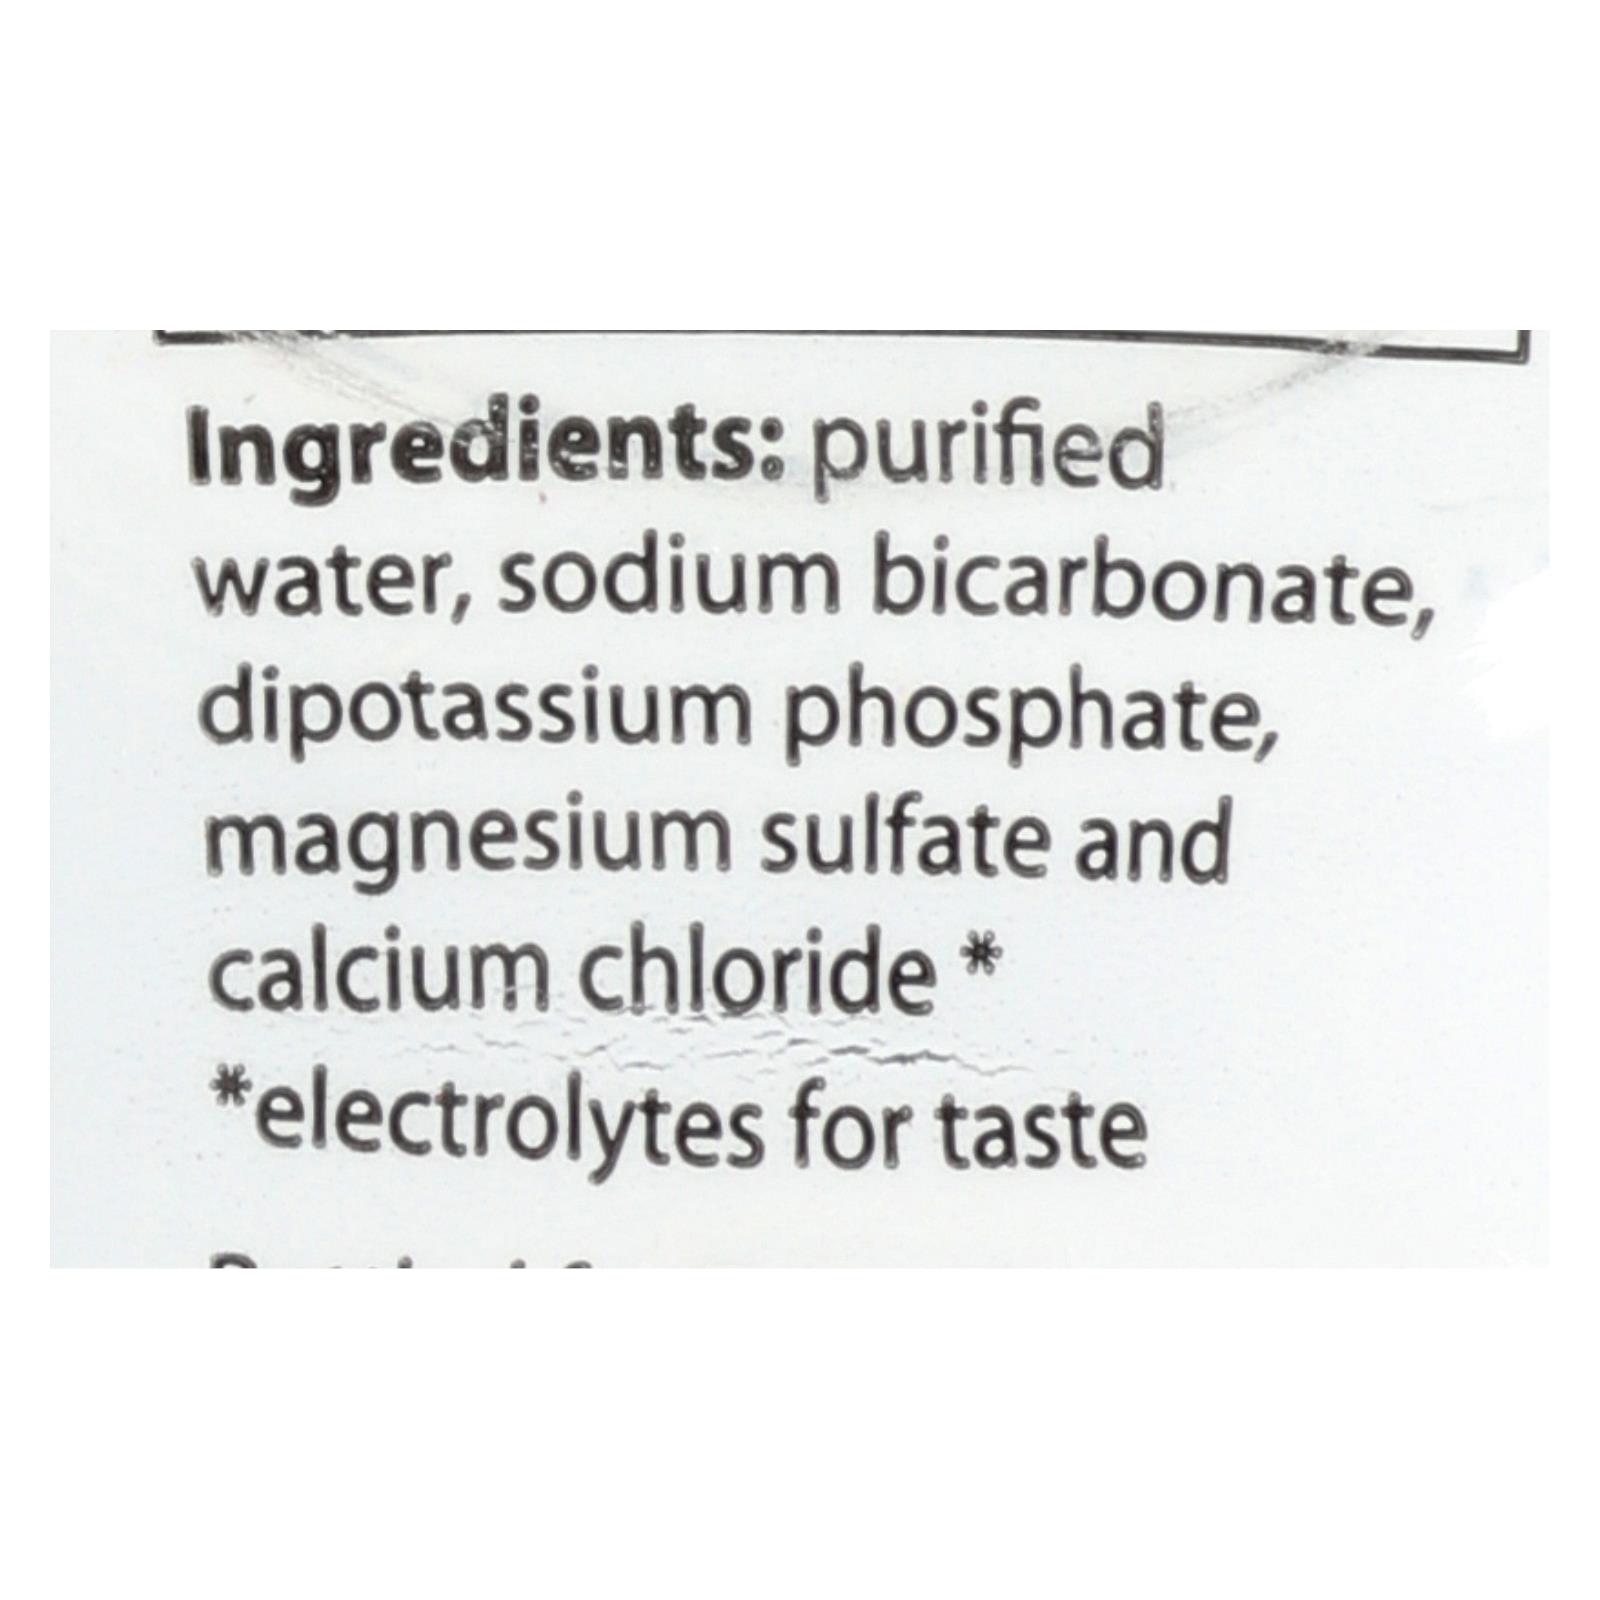 Ingredients: purified
water, sodium bicarbonate,
dipotassium phosphate,
magnesium sulfate and
calcium chloride *
*electrolytes for taste